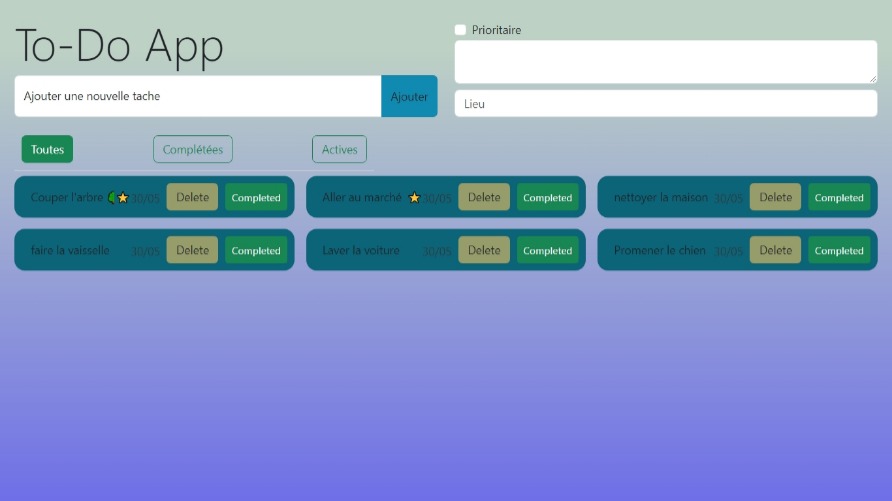 To-Do App
Prioritaire
Ajouter une nouvelle tache
Ajouter
Lieu
Toutes
Complétées
Actives
Couper l'arbre 30/05 Delete Completed
Aller au marché 30/05 Delete Completed
nettoyer la maison 30/05 Delete Completed
faire la vaisselle 30/05 Delete Completed
Laver la voiture 30/05 Delete Completed
Promener le chien 30/05 Delete Completed